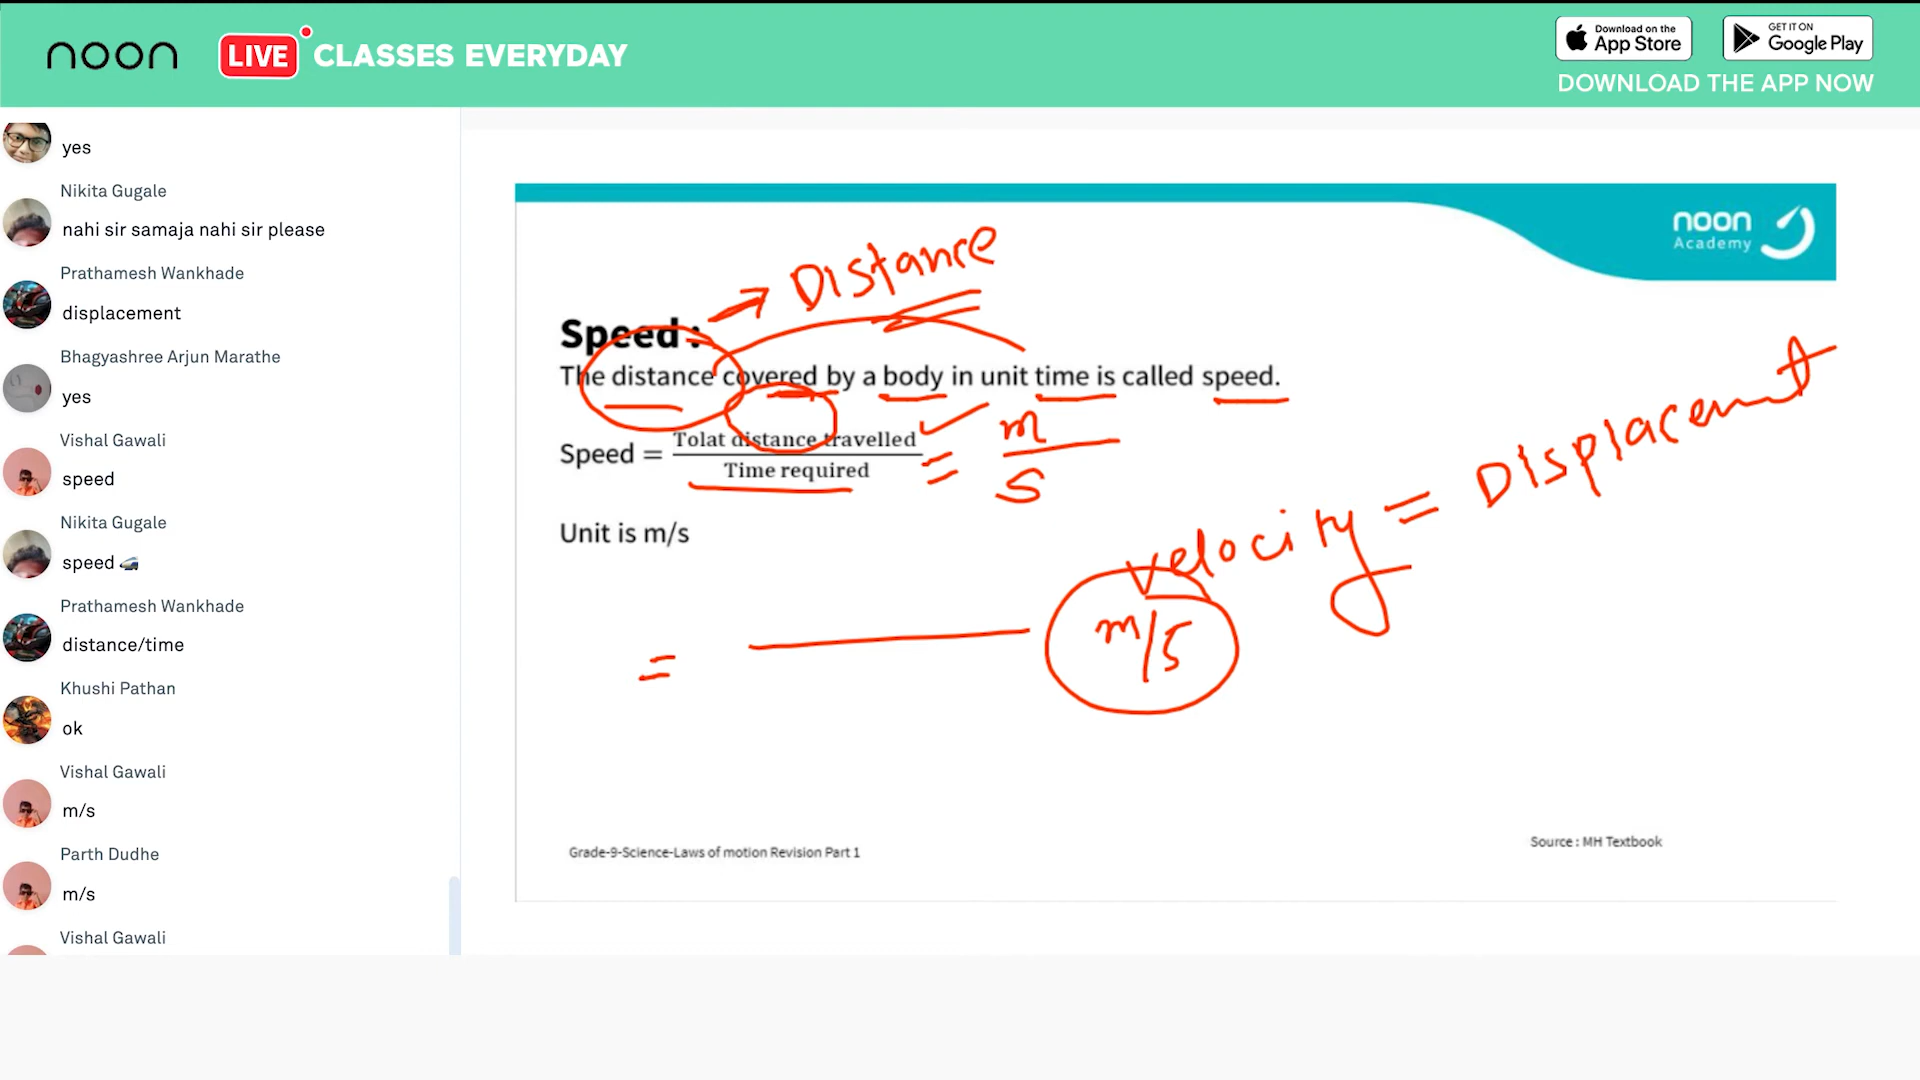 noon LIVE CLASSES EVERYDAY
Download on the App Store
GET IT ON Google Play
DOWNLOAD THE APP NOW
yes
Nikita Gugale
nahi sir samaja nahi sir please
Prathamesh Wankhade
displacement
Bhagyashree Arjun Marathe
yes
Vishal Gawali
speed
Nikita Gugale
speed 🚅
Prathamesh Wankhade
distance/time
Khushi Pathan
ok
Vishal Gawali
m/s
Parth Dudhe
m/s
Vishal Gawali
noon
Academy
Distance
Speed :
The distance covered by a body in unit time is called speed.
Speed = Tolat distance travelled / Time required = m / s
Unit is m/s
velocity = Displacement
= m/s
Grade-9-Science-Laws of motion Revision Part 1
Source : MH Textbook